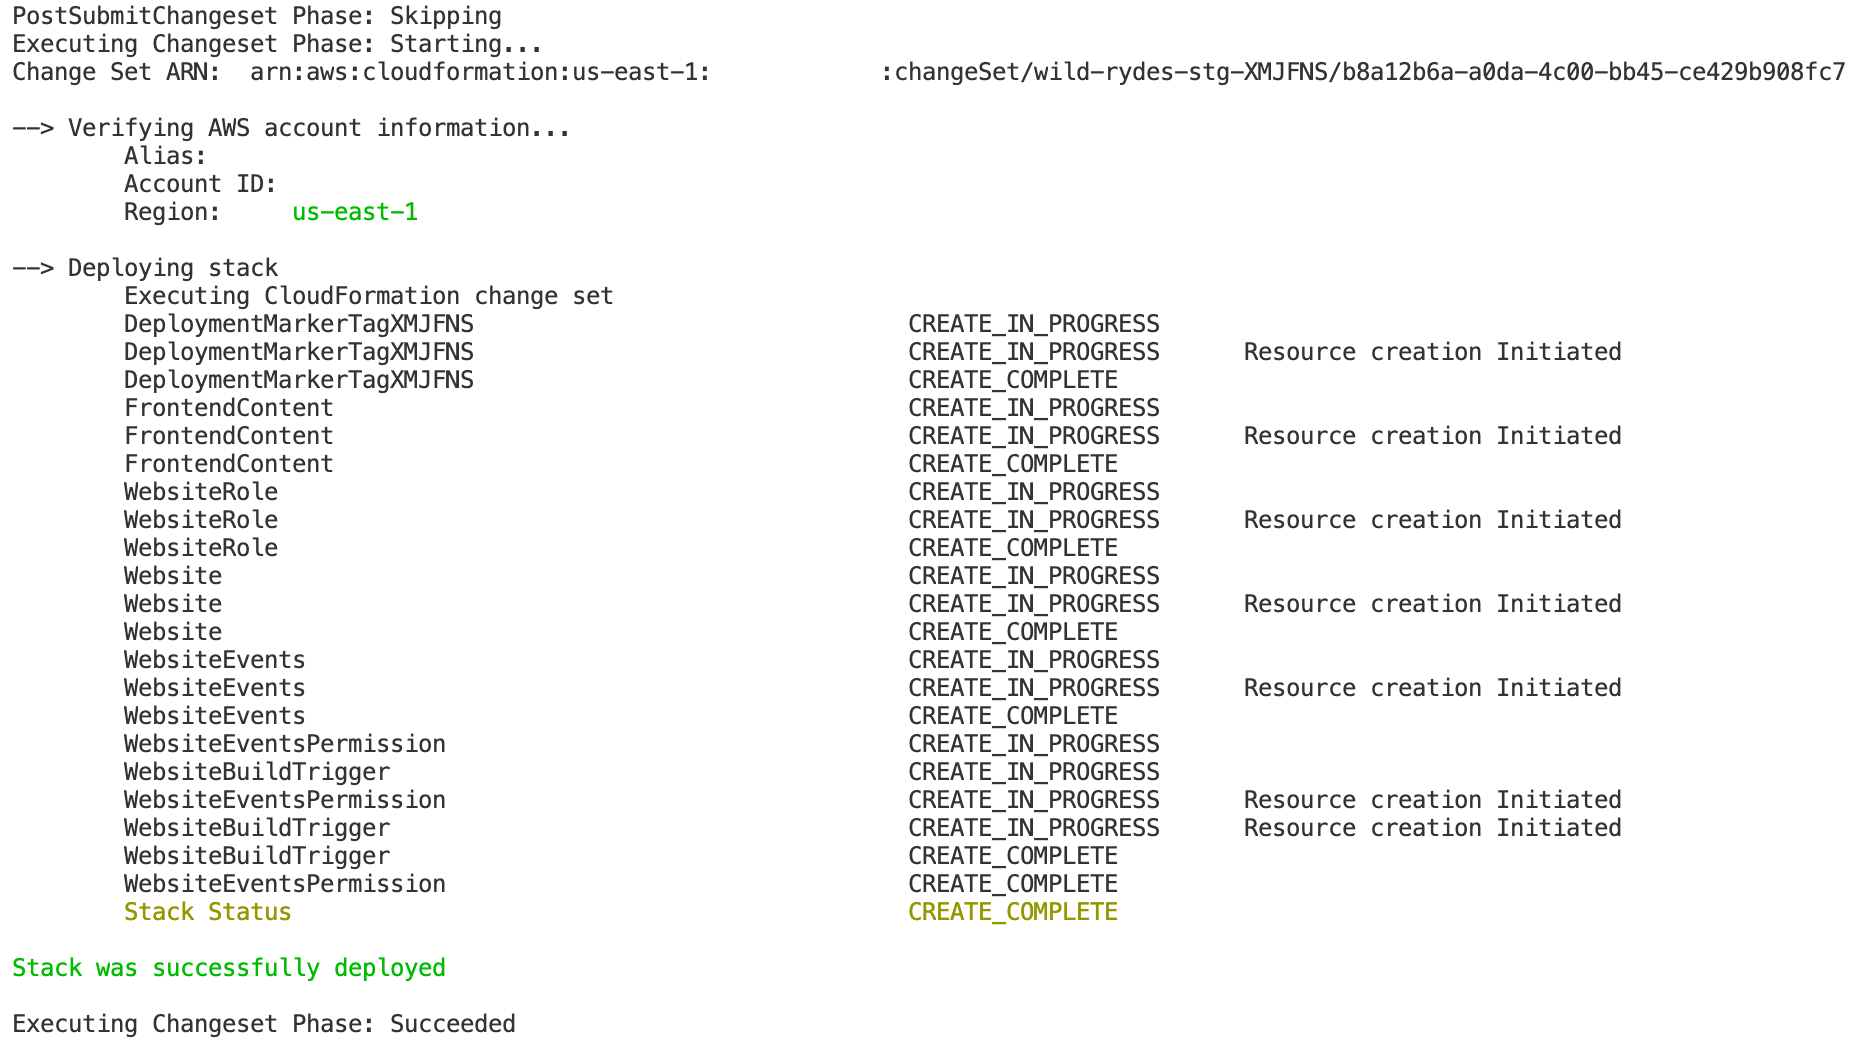 PostSubmitChangeset Phase: Skipping
Executing Changeset Phase: Starting...
Change Set ARN:  arn:aws:cloudformation:us-east-1:            :changeSet/wild-rydes-stg-XMJFNS/b8a12b6a-a0da-4c00-bb45-ce429b908fc7
--> Verifying AWS account information...
Alias:
Account ID:
Region:     us-east-1
--> Deploying stack
Executing CloudFormation change set
DeploymentMarkerTagXMJFNS CREATE_IN_PROGRESS
DeploymentMarkerTagXMJFNS CREATE_IN_PROGRESS Resource creation Initiated
DeploymentMarkerTagXMJFNS CREATE_COMPLETE
FrontendContent CREATE_IN_PROGRESS
FrontendContent CREATE_IN_PROGRESS Resource creation Initiated
FrontendContent CREATE_COMPLETE
WebsiteRole CREATE_IN_PROGRESS
WebsiteRole CREATE_IN_PROGRESS Resource creation Initiated
WebsiteRole CREATE_COMPLETE
Website CREATE_IN_PROGRESS
Website CREATE_IN_PROGRESS Resource creation Initiated
Website CREATE_COMPLETE
WebsiteEvents CREATE_IN_PROGRESS
WebsiteEvents CREATE_IN_PROGRESS Resource creation Initiated
WebsiteEvents CREATE_COMPLETE
WebsiteEventsPermission CREATE_IN_PROGRESS
WebsiteBuildTrigger CREATE_IN_PROGRESS
WebsiteEventsPermission CREATE_IN_PROGRESS Resource creation Initiated
WebsiteBuildTrigger CREATE_IN_PROGRESS Resource creation Initiated
WebsiteBuildTrigger CREATE_COMPLETE
WebsiteEventsPermission CREATE_COMPLETE
Stack Status CREATE_COMPLETE
Stack was successfully deployed
Executing Changeset Phase: Succeeded